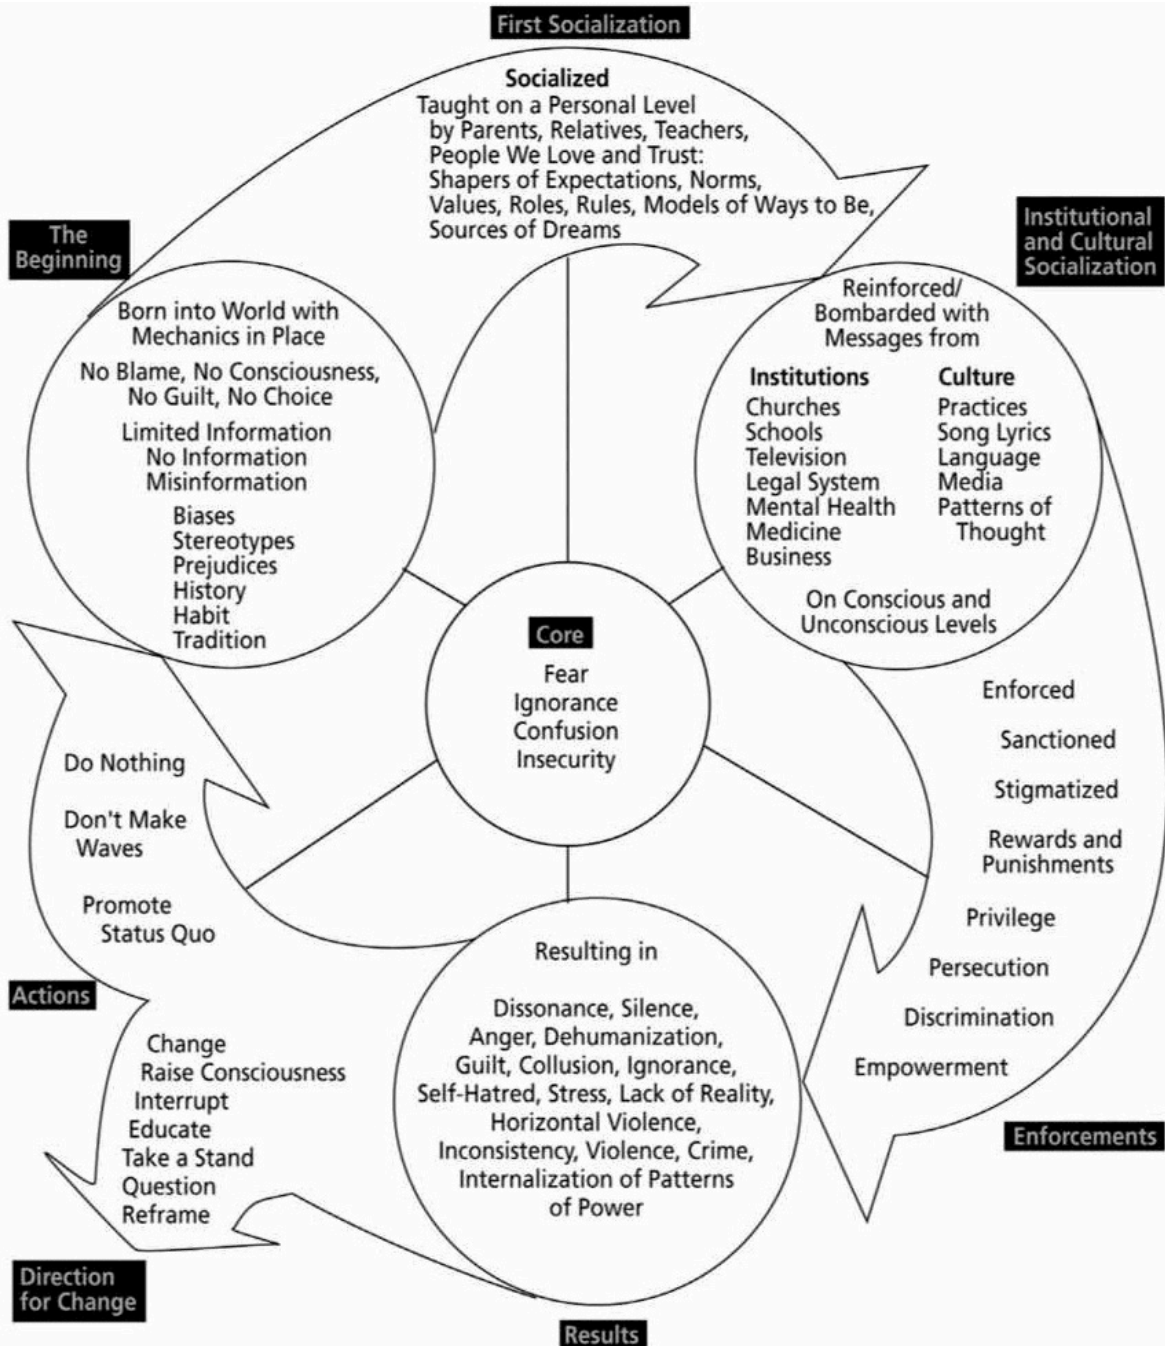 First Socialization
Socialized
Taught on a Personal Level
by Parents, Relatives, Teachers,
People We Love and Trust:
Shapers of Expectations, Norms,
Values, Roles, Rules, Models of Ways to Be,
Sources of Dreams
The
Beginning
Born into World with
Mechanics in Place
No Blame, No Consciousness,
No Guilt, No Choice
Limited Information
No Information
Misinformation
Biases
Stereotypes
Prejudices
History
Habit
Tradition
Institutional
and Cultural
Socialization
Reinforced/
Bombarded with
Messages from
Institutions
Churches
Schools
Television
Legal System
Mental Health
Medicine
Business
Culture
Practices
Song Lyrics
Language
Media
Patterns of
Thought
On Conscious and
Unconscious Levels
Core
Fear
Ignorance
Confusion
Insecurity
Enforced
Sanctioned
Stigmatized
Rewards and
Punishments
Privilege
Persecution
Discrimination
Empowerment
Enforcements
Resulting in
Dissonance, Silence,
Anger, Dehumanization,
Guilt, Collusion, Ignorance,
Self-Hatred, Stress, Lack of Reality,
Horizontal Violence,
Inconsistency, Violence, Crime,
Internalization of Patterns
of Power
Results
Do Nothing
Don't Make
Waves
Promote
Status Quo
Actions
Change
Raise Consciousness
Interrupt
Educate
Take a Stand
Question
Reframe
Direction
for Change